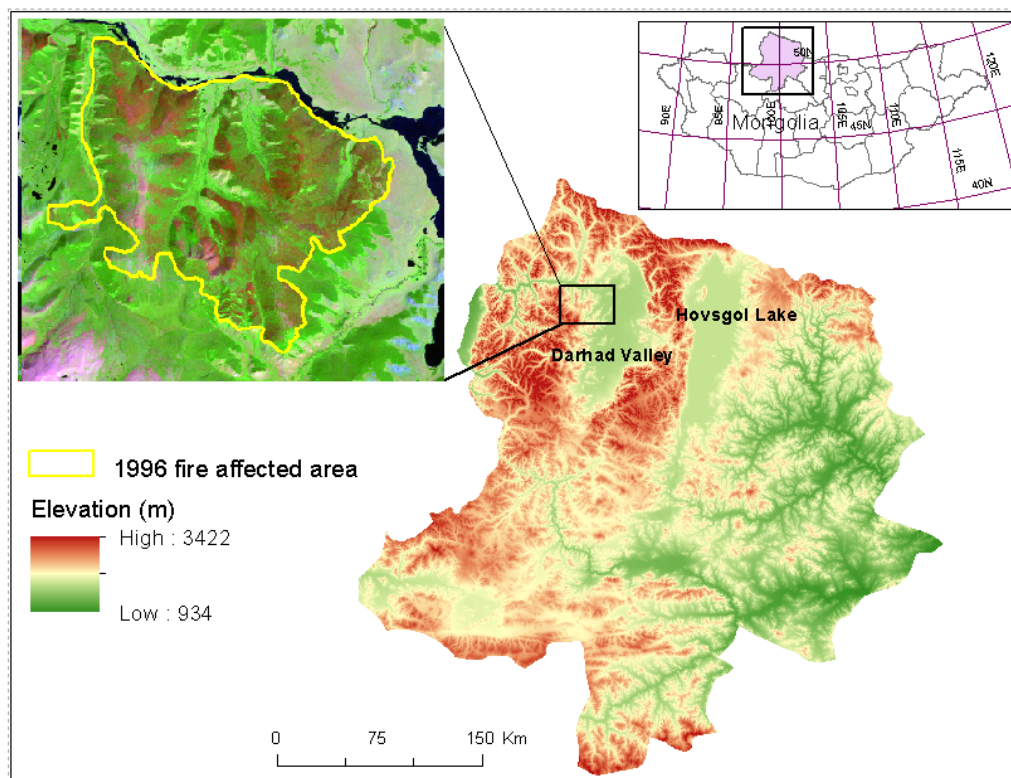 50N
120E
90E
95E
100E
105E
110E
45N
Mongolia
115E
40N
Hovsgol Lake
Darhad Valley
1996 fire affected area
Elevation (m)
High : 3422
Low : 934
0 75 150 Km